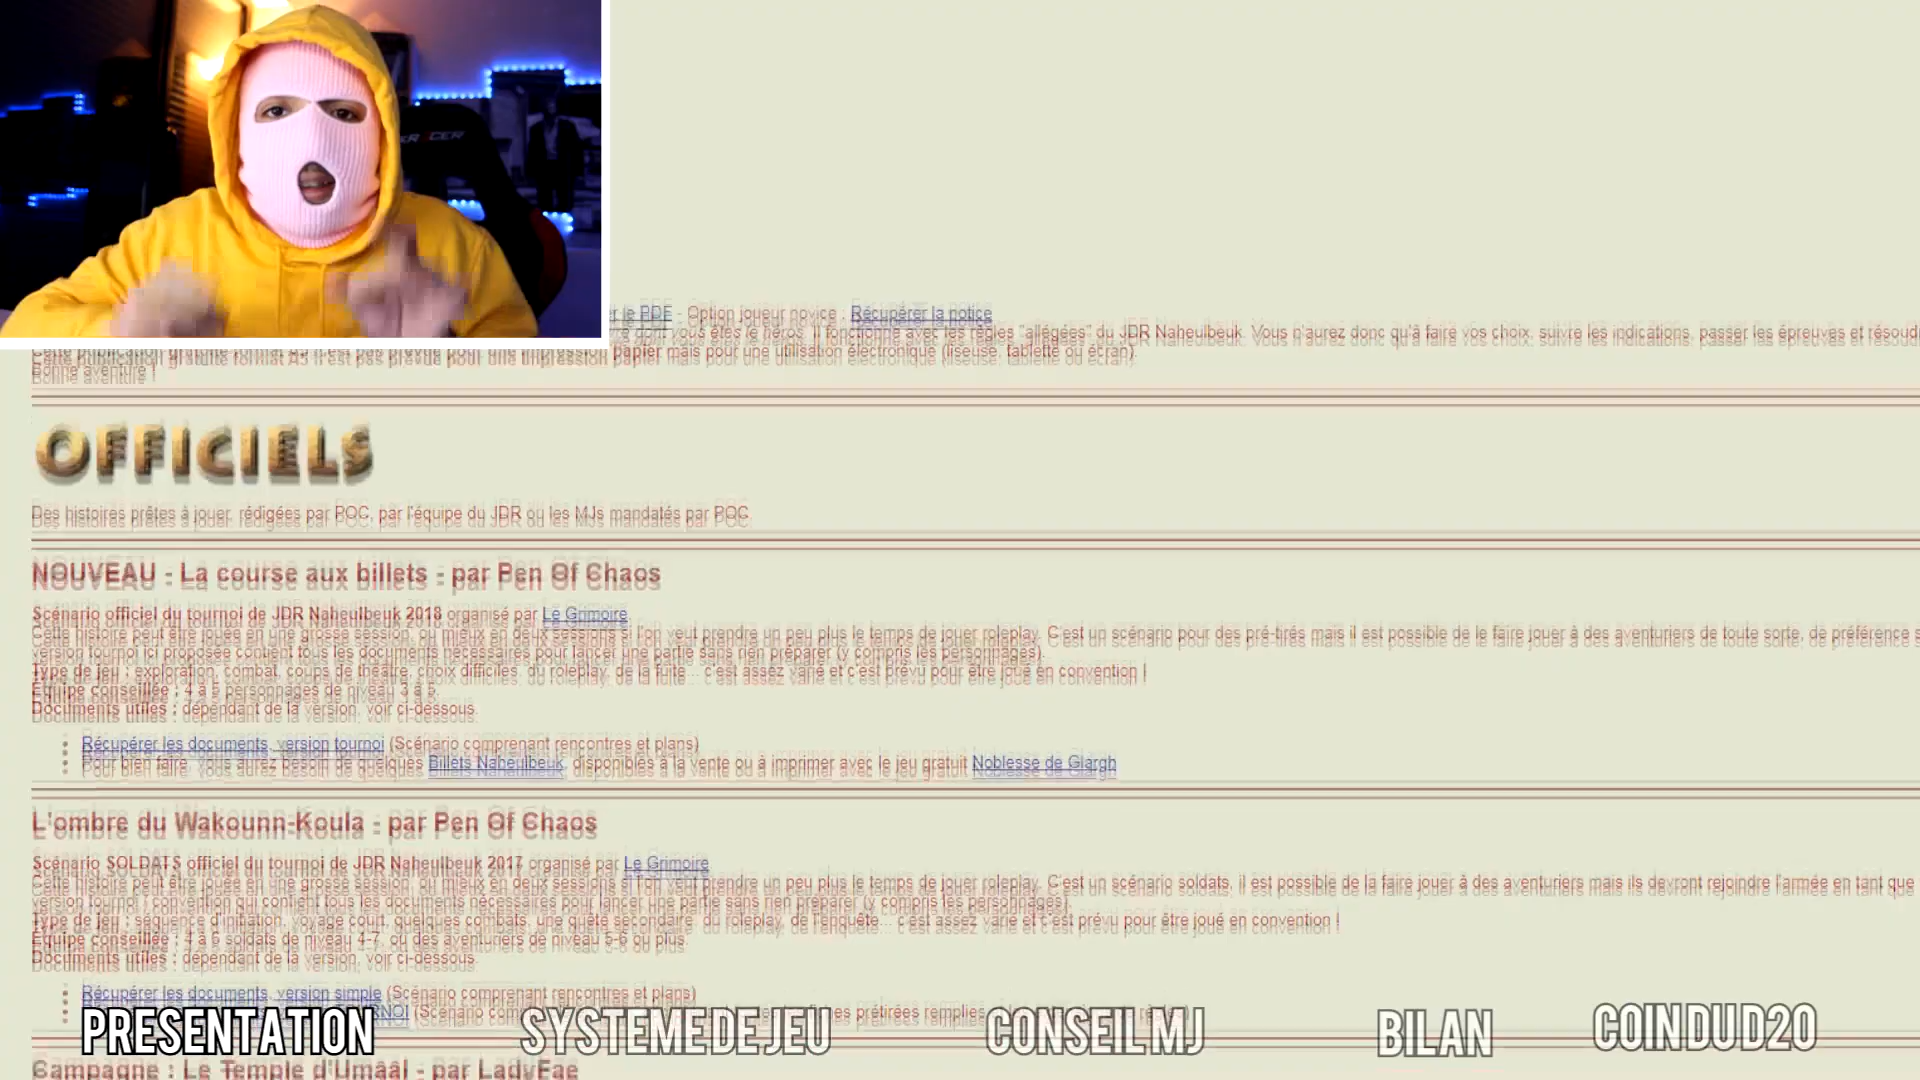 er le PDF - Option joueur novice : Récupérer la notice
dont vous êtes le héros. Il fonctionne avec les règles "allégées" du JDR Naheulbeuk. Vous n'aurez donc qu'à faire vos choix, suivre les indications, passer les épreuves et résoud
Cette publication gratuite format A5 n'est pas prévue pour une impression papier mais pour une utilisation électronique (liseuse, tablette ou écran).
Bonne aventure !
OFFICIELS
Des histoires prêtes à jouer, rédigées par POC, par l'équipe du JDR ou les MJs mandatés par POC
NOUVEAU - La course aux billets - par Pen Of Chaos
Scénario officiel du tournoi de JDR Naheulbeuk 2018 organisé par Le Grimoire
Cette histoire peut être jouée en une grosse session, ou mieux en deux sessions si l'on veut prendre un peu plus le temps de jouer roleplay. C'est un scénario pour des pré-tirés mais il est possible de le faire jouer à des aventuriers de toute sorte, de préférence s
version tournoi ici proposée contient tous les documents nécessaires pour lancer une partie sans rien préparer (y compris les personnages).
Type de jeu : exploration, combat, coups de théâtre, choix difficiles, du roleplay, de la fuite... c'est assez varié et c'est prévu pour être joué en convention !
Equipe conseillée : 4 à 5 personnages de niveau 3 à 5.
Documents utiles : dépendant de la version, voir ci-dessous.
Récupérer les documents, version tournoi (Scénario comprenant rencontres et plans)
Pour bien faire, vous aurez besoin de quelques Billets Naheulbeuk, disponibles à la vente ou à imprimer avec le jeu gratuit Noblesse de Glargh
L'ombre du Wakounn-Koula - par Pen Of Chaos
Scénario SOLDATS officiel du tournoi de JDR Naheulbeuk 2017 organisé par Le Grimoire
Cette histoire peut être jouée en une grosse session, ou mieux en deux sessions si l'on veut prendre un peu plus le temps de jouer roleplay. C'est un scénario soldats, il est possible de la faire jouer à des aventuriers mais ils devront rejoindre l'armée en tant que
version tournoi / convention qui contient tous les documents nécessaires pour lancer une partie sans rien préparer (y compris les personnages).
Type de jeu : séquence d'initiation, voyage court, quelques combats, une quête secondaire, du roleplay, de l'enquête... c'est assez varié et c'est prévu pour être joué en convention !
Equipe conseillée : 4 à 6 soldats de niveau 4-7, ou des aventuriers de niveau 5-6 ou plus.
Documents utiles : dépendant de la version, voir ci-dessous.
Récupérer les documents, version simple (Scénario comprenant rencontres et plans)
prétirées remplies
PRESENTATION SYSTEME DE JEU CONSEIL MJ BILAN COIN DU D20
Campagne : Le Temple d'Umaal - par LadyFae